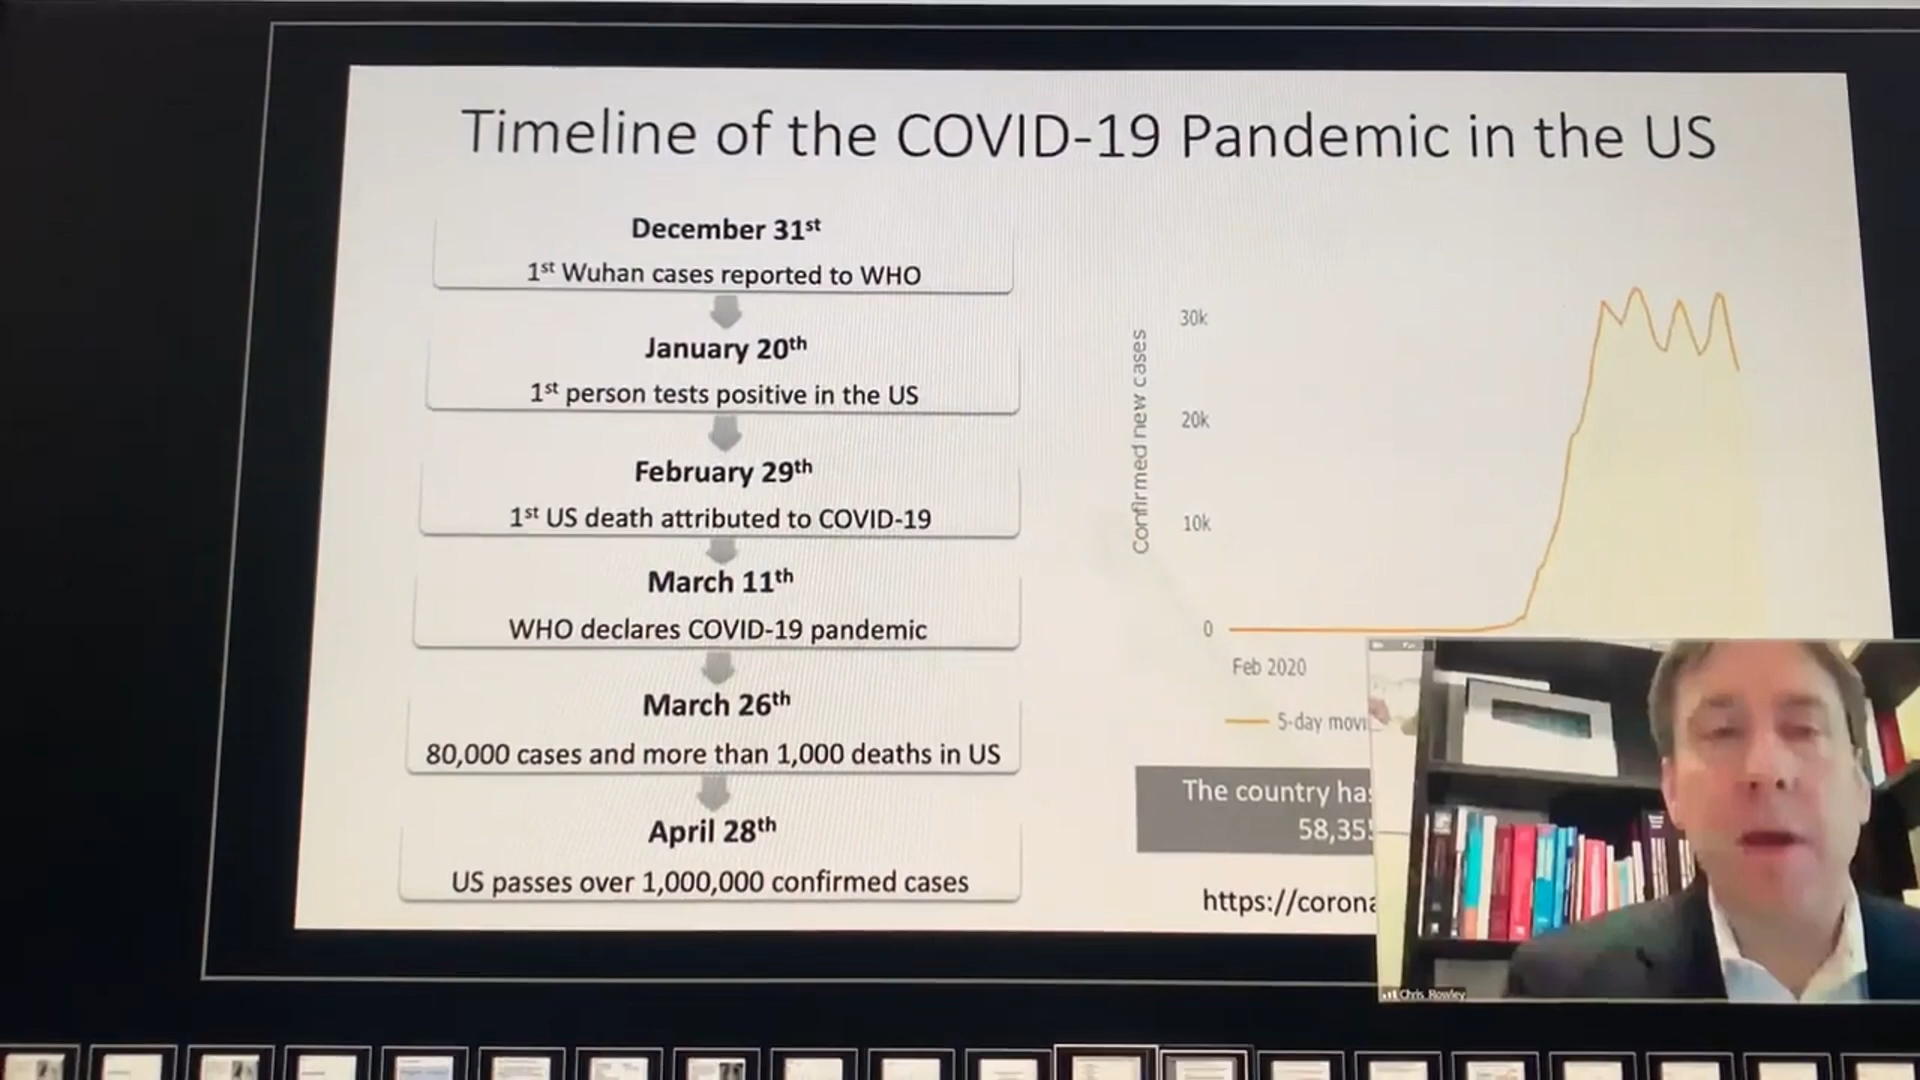 Timeline of the COVID-19 Pandemic in the US
December 31st
1st Wuhan cases reported to WHO
January 20th
1st person tests positive in the US
February 29th
1st US death attributed to COVID-19
March 11th
WHO declares COVID-19 pandemic
March 26th
80,000 cases and more than 1,000 deaths in US
April 28th
US passes over 1,000,000 confirmed cases
Confirmed new cases
30k
20k
10k
0
Feb 2020
5-day movi
The country has
58,35
https://corona
Chris Rowley